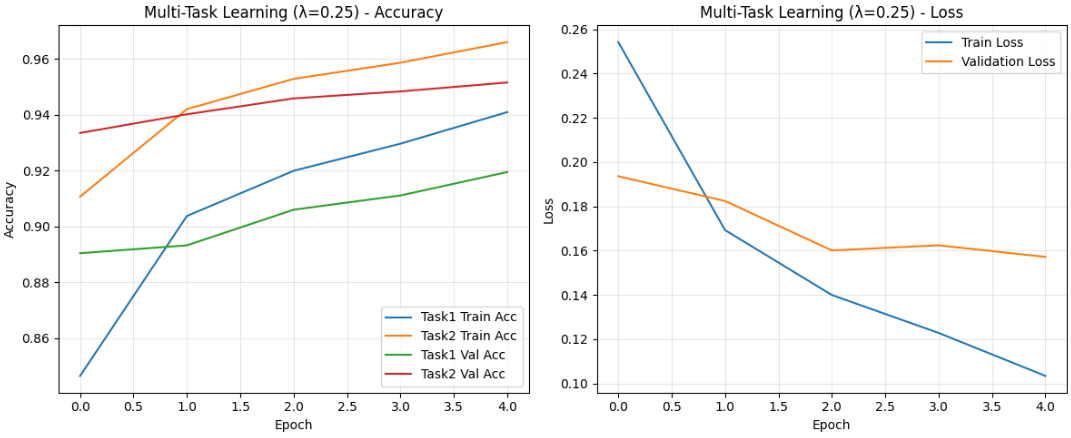 Multi-Task Learning (λ=0.25) - Accuracy
Accuracy
0.96
0.94
0.92
0.90
0.88
0.86
Task1 Train Acc
Task2 Train Acc
Task1 Val Acc
Task2 Val Acc
0.0 0.5 1.0 1.5 2.0 2.5 3.0 3.5 4.0
Epoch
Multi-Task Learning (λ=0.25) - Loss
Loss
0.26
0.24
0.22
0.20
0.18
0.16
0.14
0.12
0.10
Train Loss
Validation Loss
0.0 0.5 1.0 1.5 2.0 2.5 3.0 3.5 4.0
Epoch